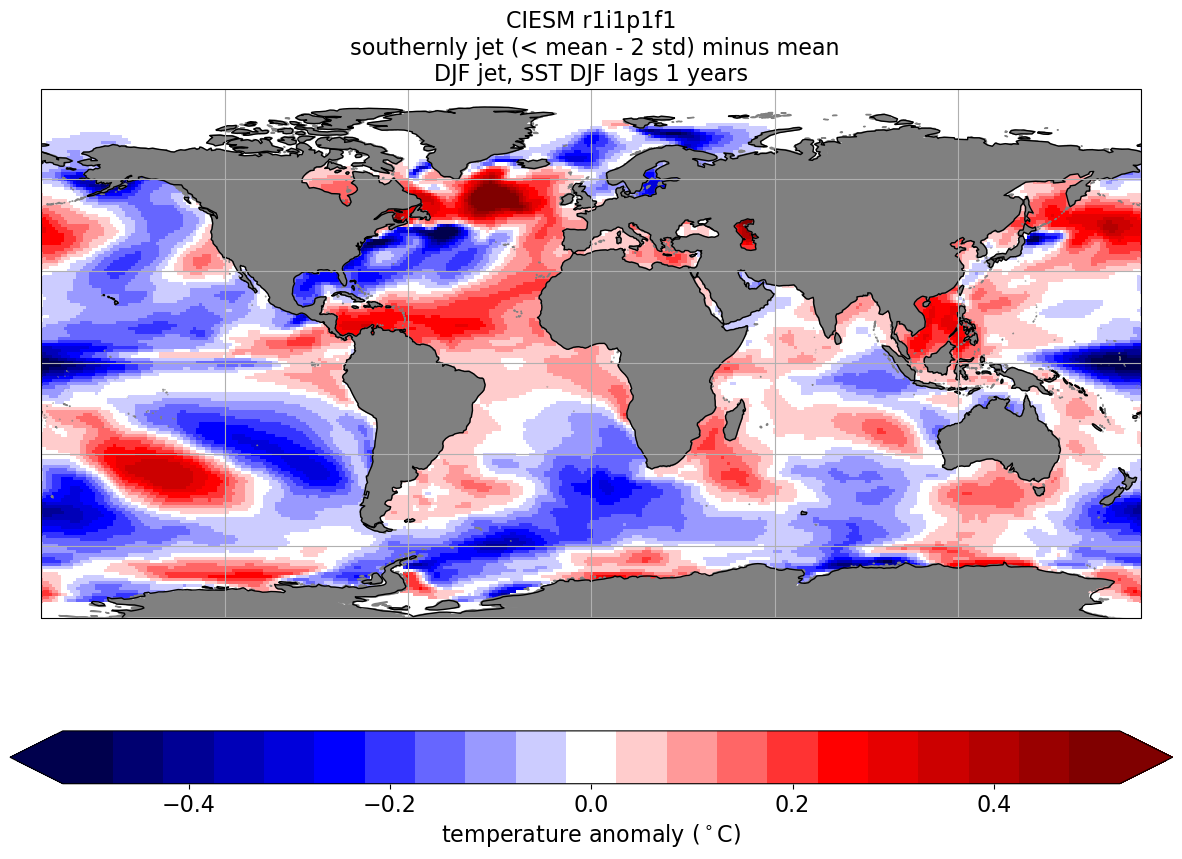 CIESM r1i1p1f1
southernly jet (< mean - 2 std) minus mean
DJF jet, SST DJF lags 1 years
−0.4 −0.2 0.0 0.2 0.4
temperature anomaly (°C)